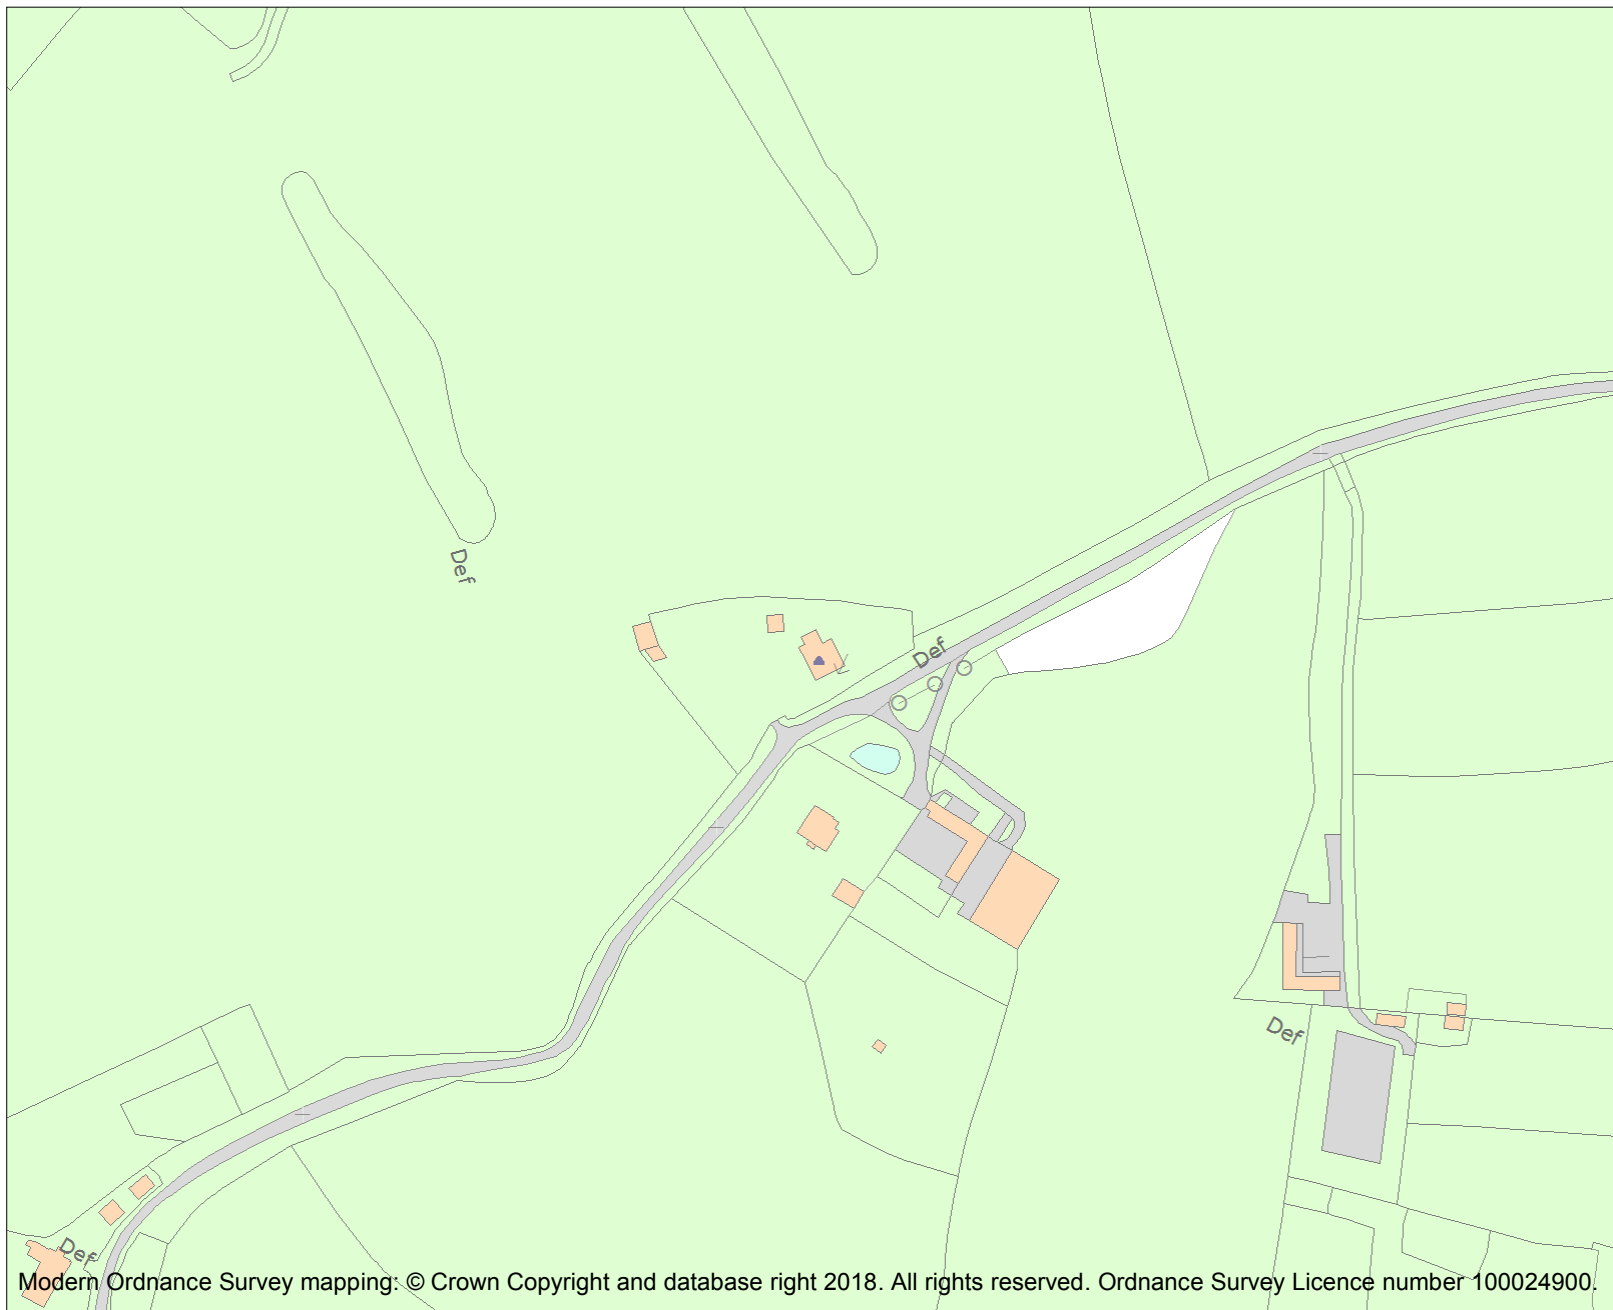 Def
Def
Def
Def
Modern Ordnance Survey mapping: © Crown Copyright and database right 2018. All rights reserved. Ordnance Survey Licence number 100024900.